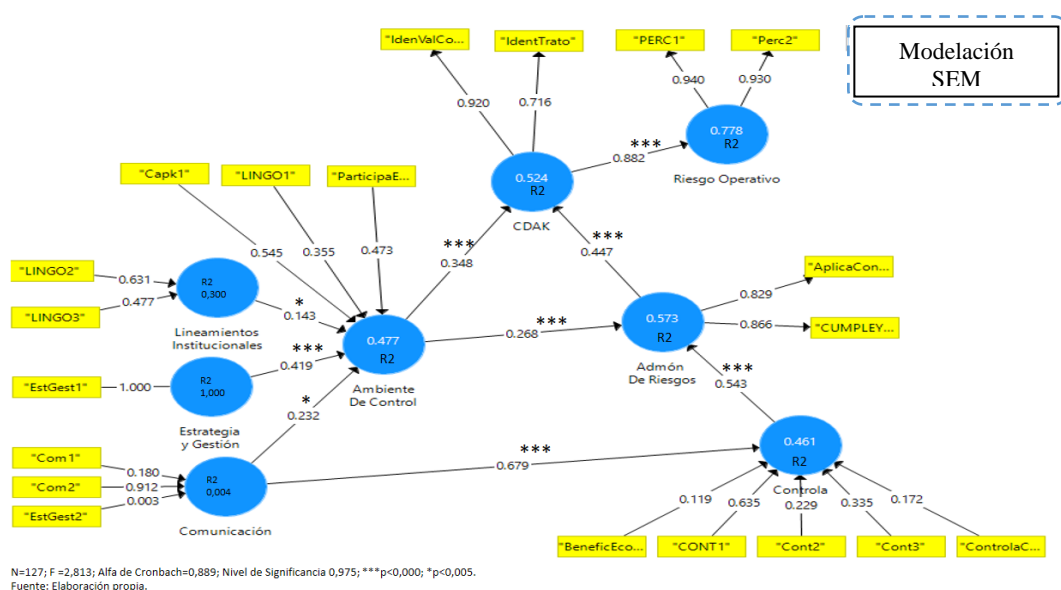 Modelación
SEM
"IdenValCo...
"IdentTrato"
"PERC1"
"Perc2"
0.920
0.716
0.940
0.930
0.778
R2
Riesgo Operativo
***
0.882
0.524
R2
CDAK
"Capk1"
"LINGO1"
"ParticipaE...
0.545
0.355
0.473
***
0.348
***
0.447
"LINGO2"
0.631
"LINGO3"
0.477
R2
0,300
Lineamientos
Institucionales
*
0.143
"AplicaCon...
0.829
"CUMPLEY...
0.866
0.573
R2
Admón
De Riesgos
0.477
R2
Ambiente
De Control
0.268
***
***
0.419
"EstGest1"
1.000
R2
1,000
Estrategia
y Gestión
*
0.232
***
0.543
"Com1"
0.180
"Com2"
0.912
"EstGest2"
0.003
R2
0,004
Comunicación
***
0.679
0.461
R2
Controla
0.119
0.635
0.229
0.335
0.172
"BeneficEco...
"CONT1"
"Cont2"
"Cont3"
"ControlaC...
N=127; F =2,813; Alfa de Cronbach=0,889; Nivel de Significancia 0,975; ***p<0,000; *p<0,005.
Fuente: Elaboración propia.